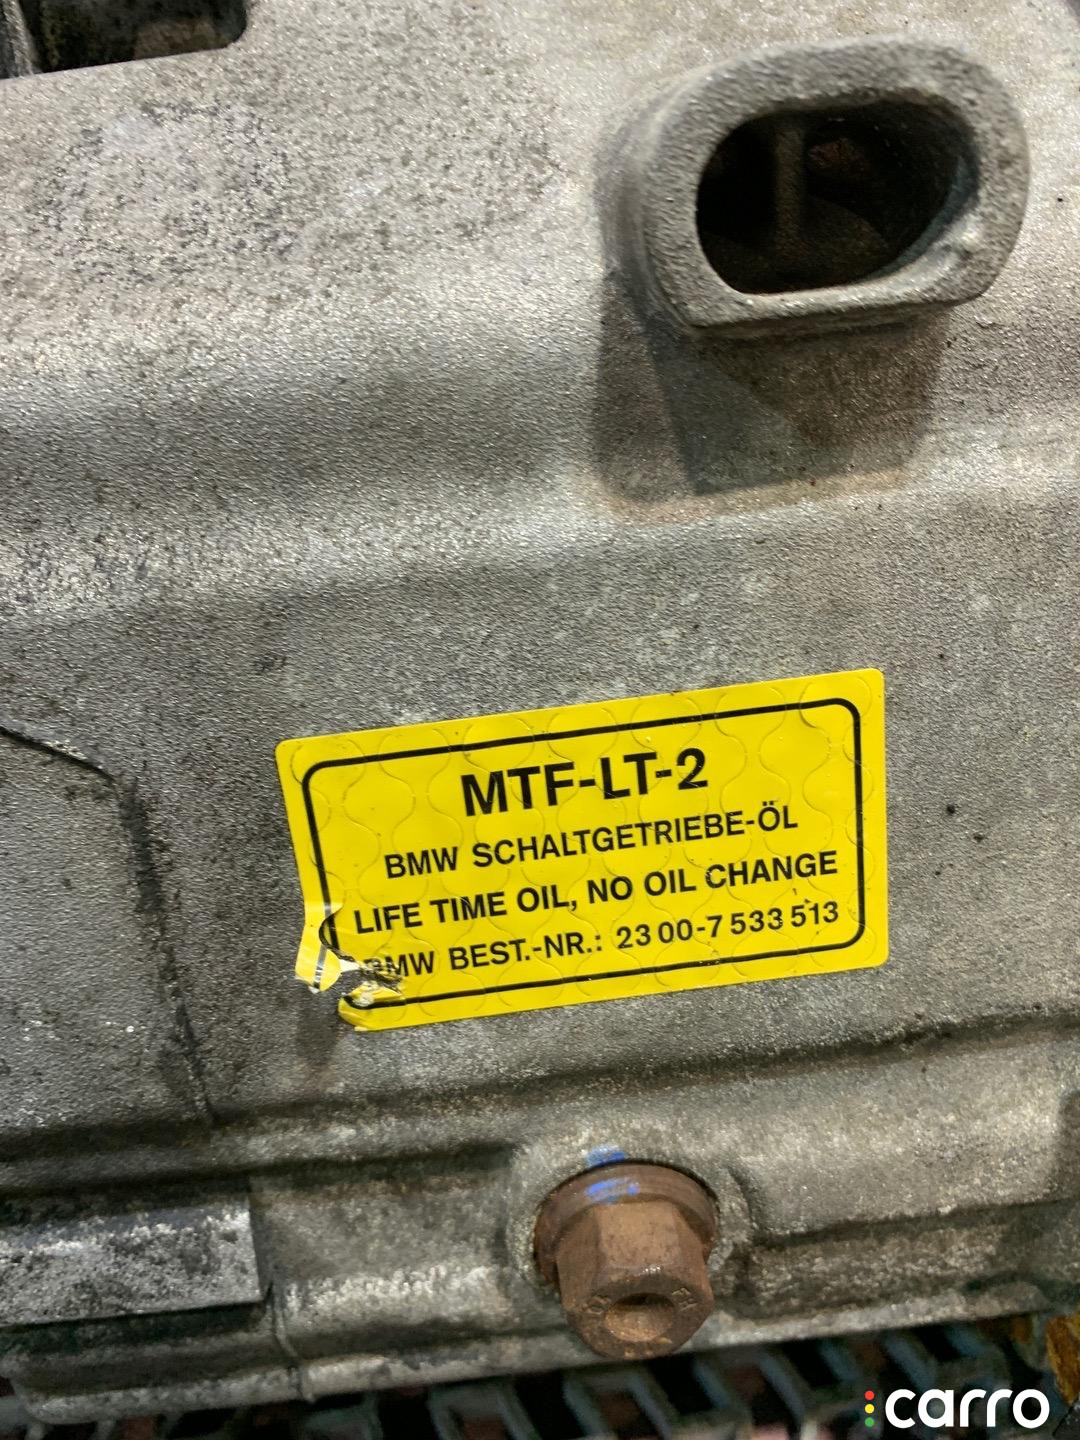 MTF-LT-2
BMW SCHALTGETRIEBE-ÖL
LIFE TIME OIL, NO OIL CHANGE
BMW BEST.-NR.: 23 00-7 533 513
carro